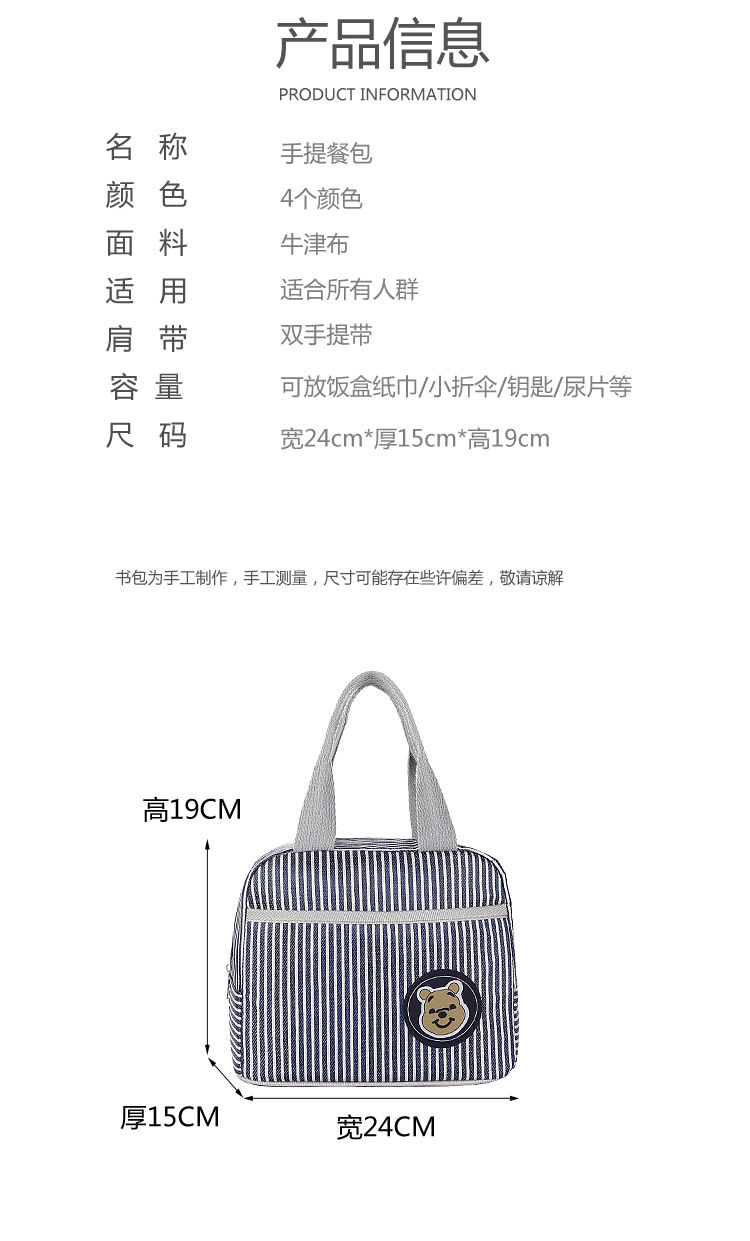 产品信息
PRODUCT INFORMATION
名 称 手提餐包
颜 色 4个颜色
面 料 牛津布
适 用 适合所有人群
肩 带 双手提带
容 量 可放饭盒纸巾/小折伞/钥匙/尿片等
尺 码 宽24cm*厚15cm*高19cm
书包为手工制作，手工测量，尺寸可能存在些许偏差，敬请谅解
高19CM
厚15CM
宽24CM